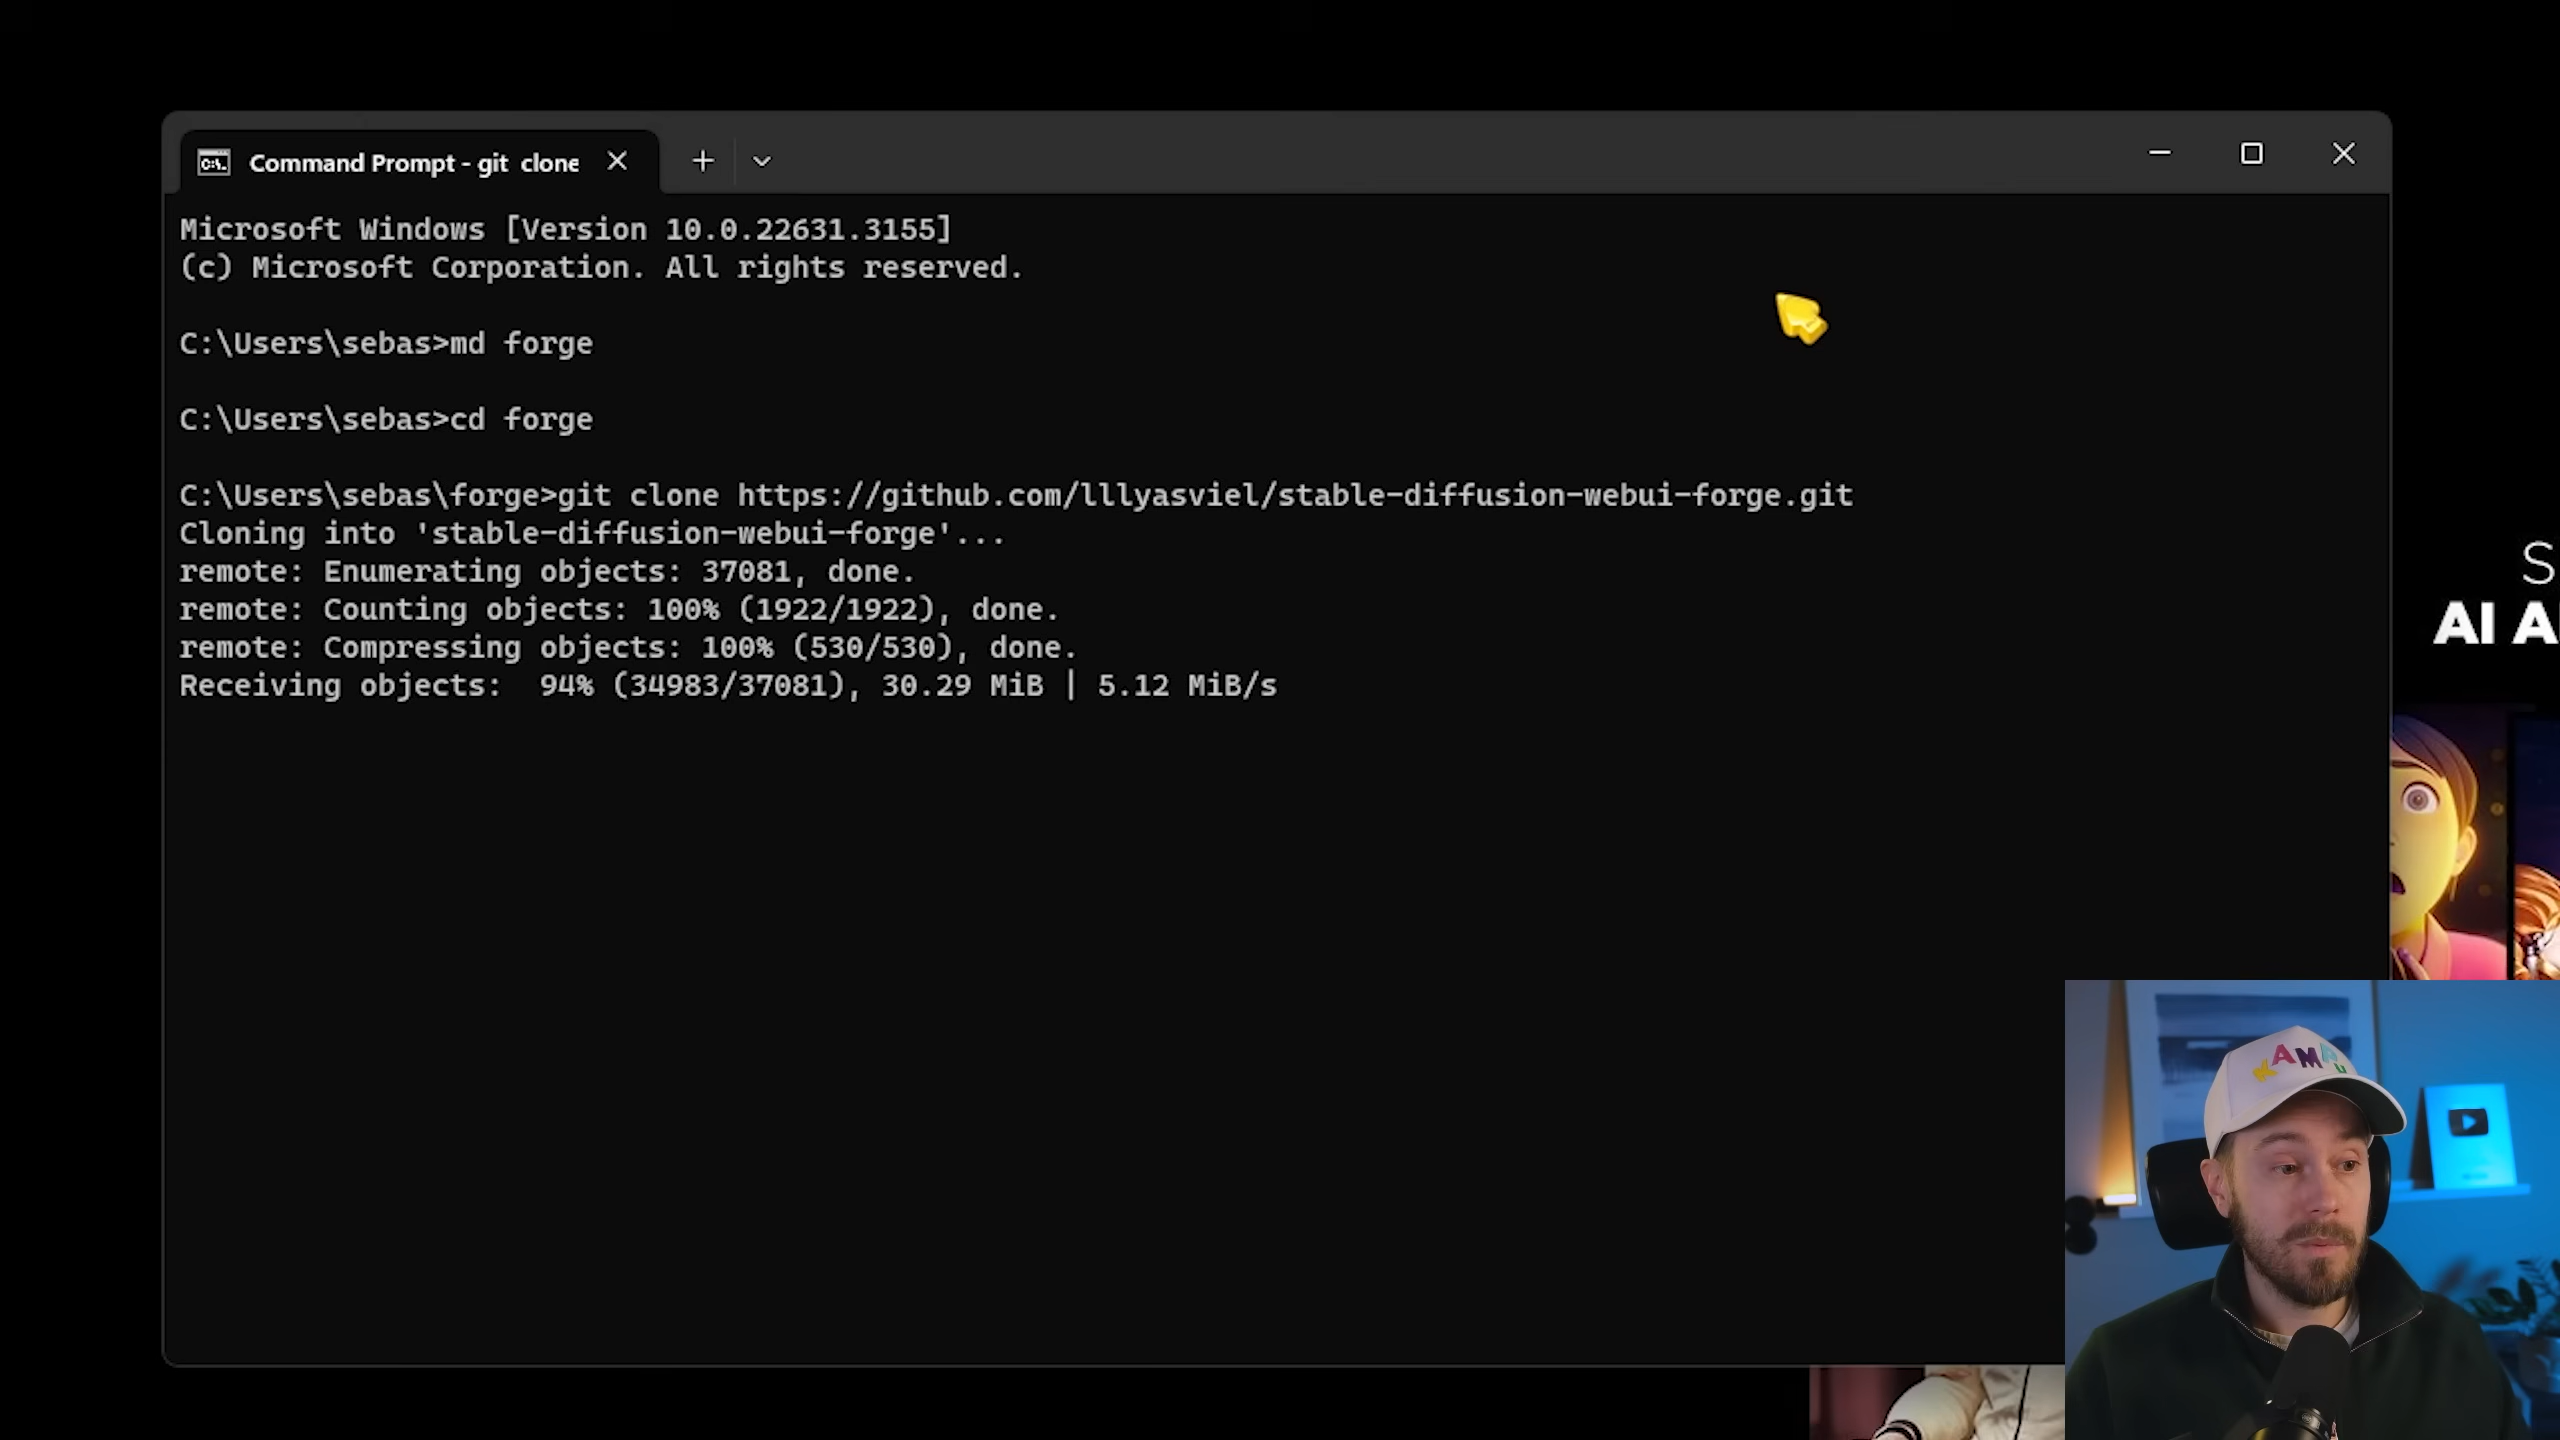 Command Prompt - git  clone
Microsoft Windows [Version 10.0.22631.3155]
(c) Microsoft Corporation. All rights reserved.
C:\Users\sebas>md forge
C:\Users\sebas>cd forge
C:\Users\sebas\forge>git clone https://github.com/lllyasviel/stable-diffusion-webui-forge.git
Cloning into 'stable-diffusion-webui-forge'...
remote: Enumerating objects: 37081, done.
remote: Counting objects: 100% (1922/1922), done.
remote: Compressing objects: 100% (530/530), done.
Receiving objects:  94% (34983/37081), 30.29 MiB | 5.12 MiB/s
S
AI A
KAMPU